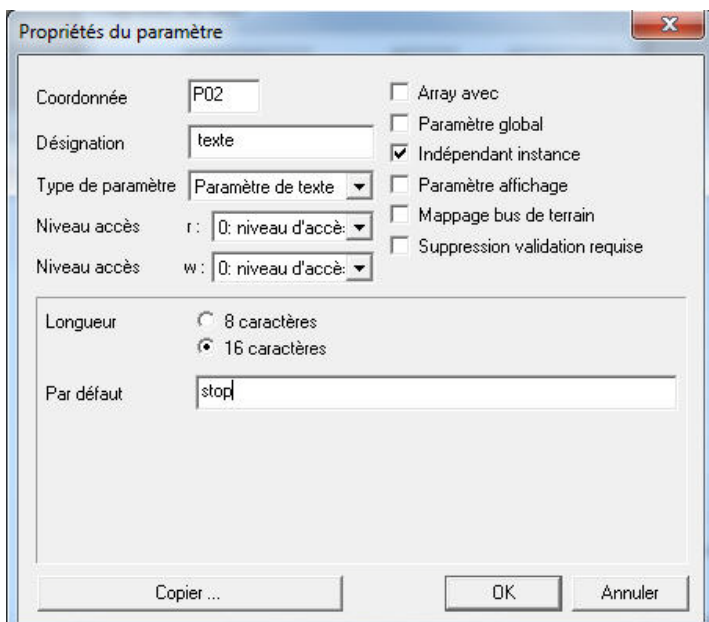 Propriétés du paramètre
Coordonnée P02
Désignation texte
Type de paramètre Paramètre de texte
Niveau accès r : 0: niveau d'accè:
Niveau accès w : 0: niveau d'accè:
Array avec
Paramètre global
Indépendant instance
Paramètre affichage
Mappage bus de terrain
Suppression validation requise
Longueur 8 caractères
16 caractères
Par défaut stop
Copier ... OK Annuler